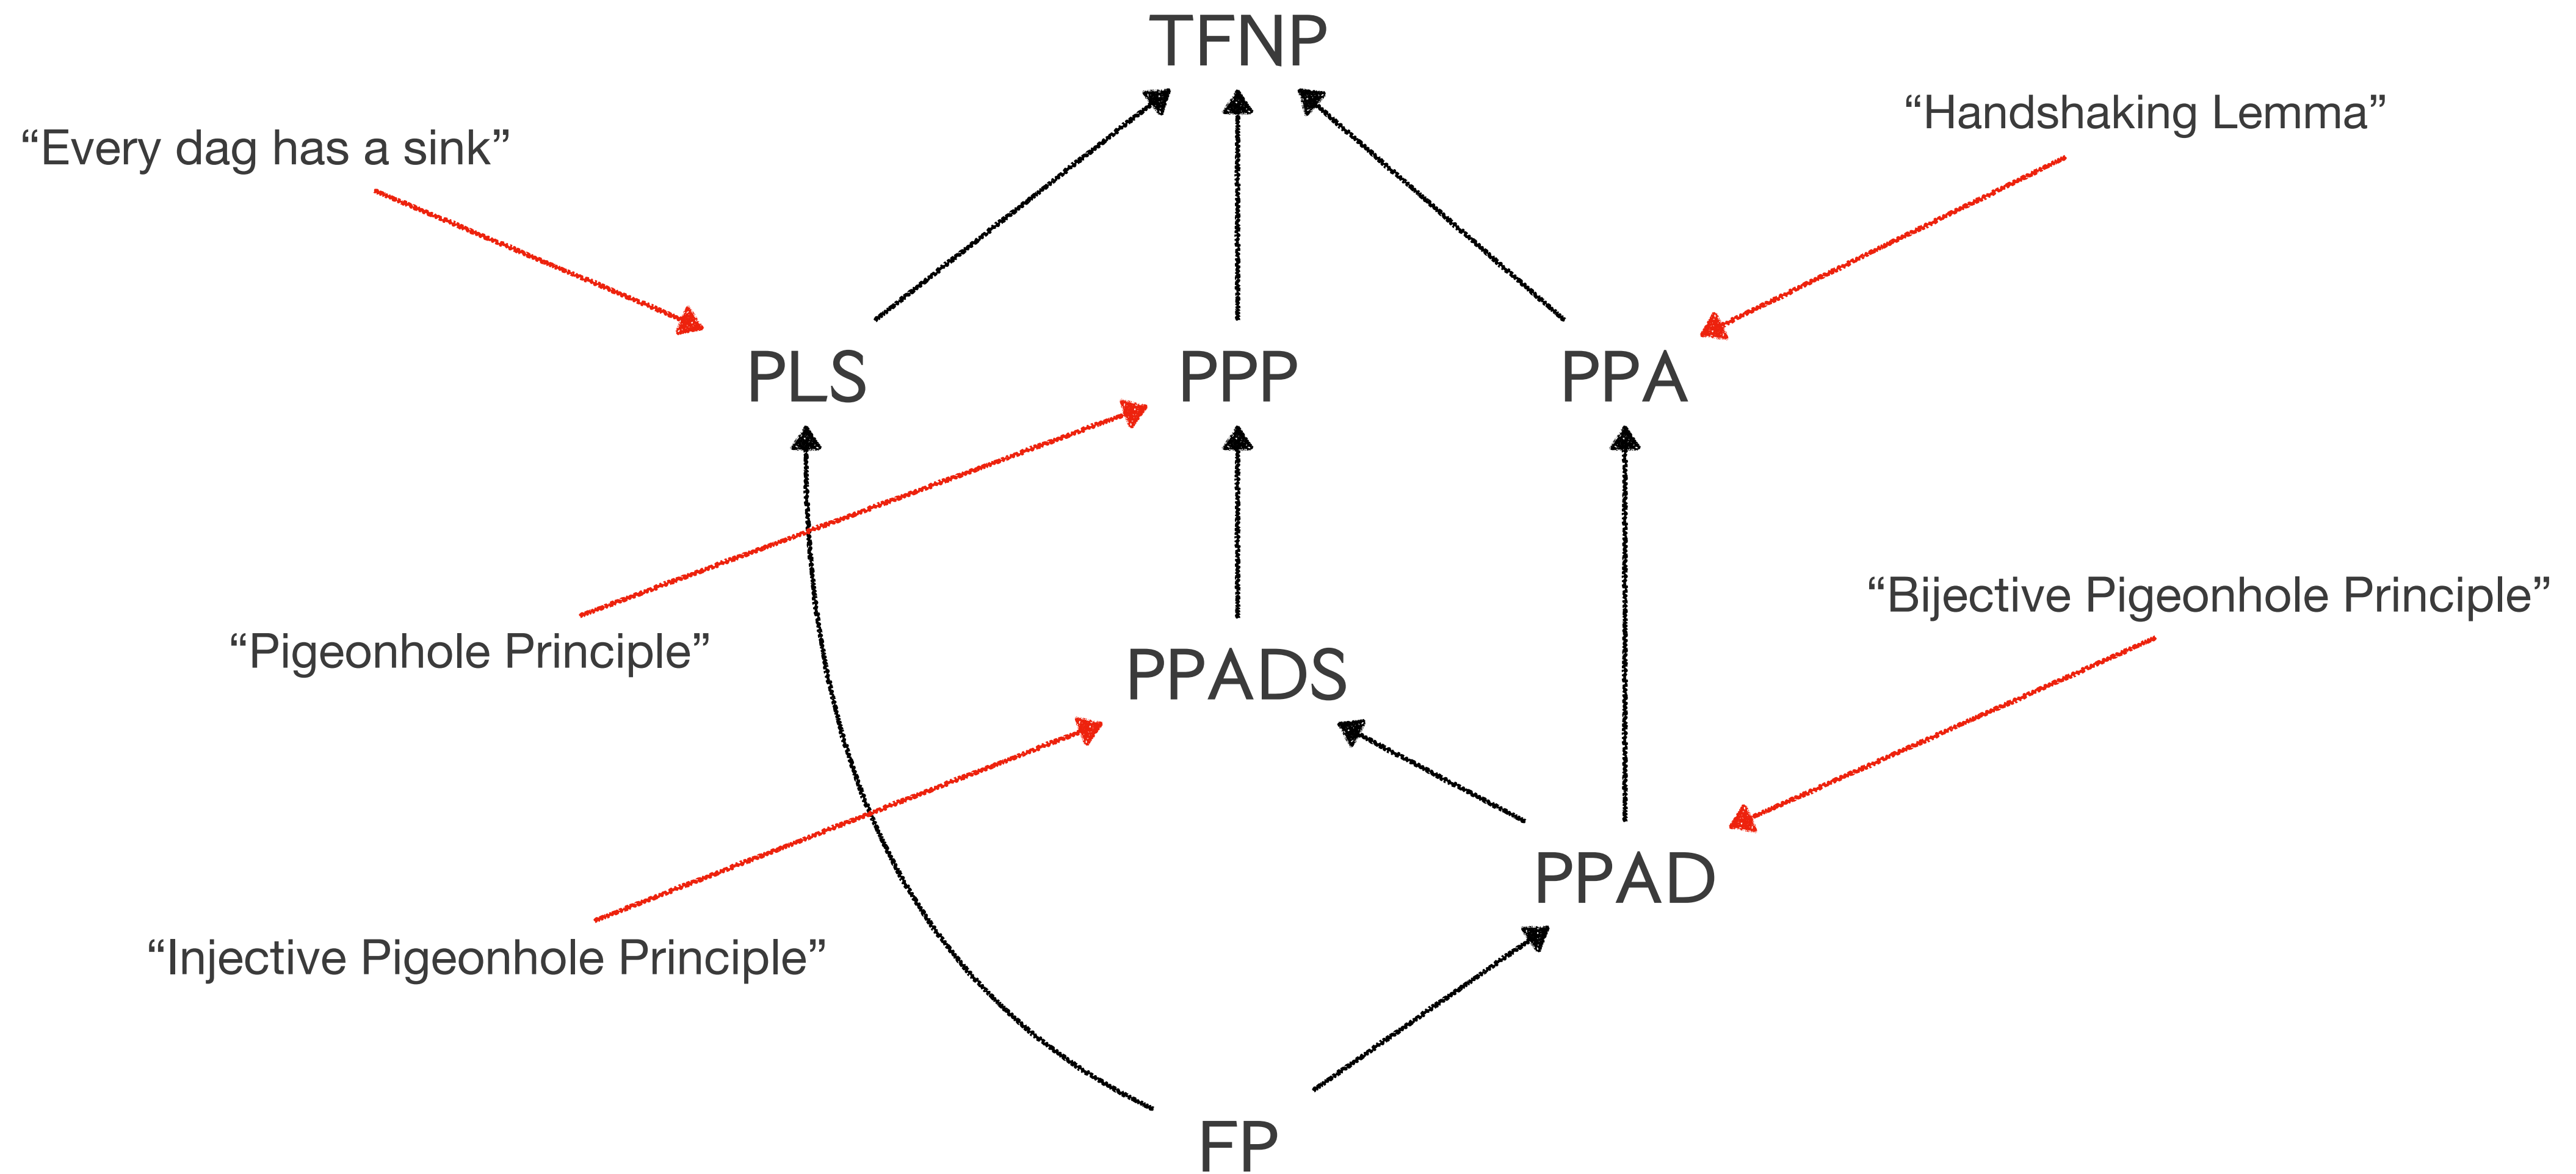 TFNP
“Handshaking Lemma”
“Every dag has a sink”
PLS
PPP
PPA
“Bijective Pigeonhole Principle”
“Pigeonhole Principle”
PPADS
PPAD
“Injective Pigeonhole Principle”
FP